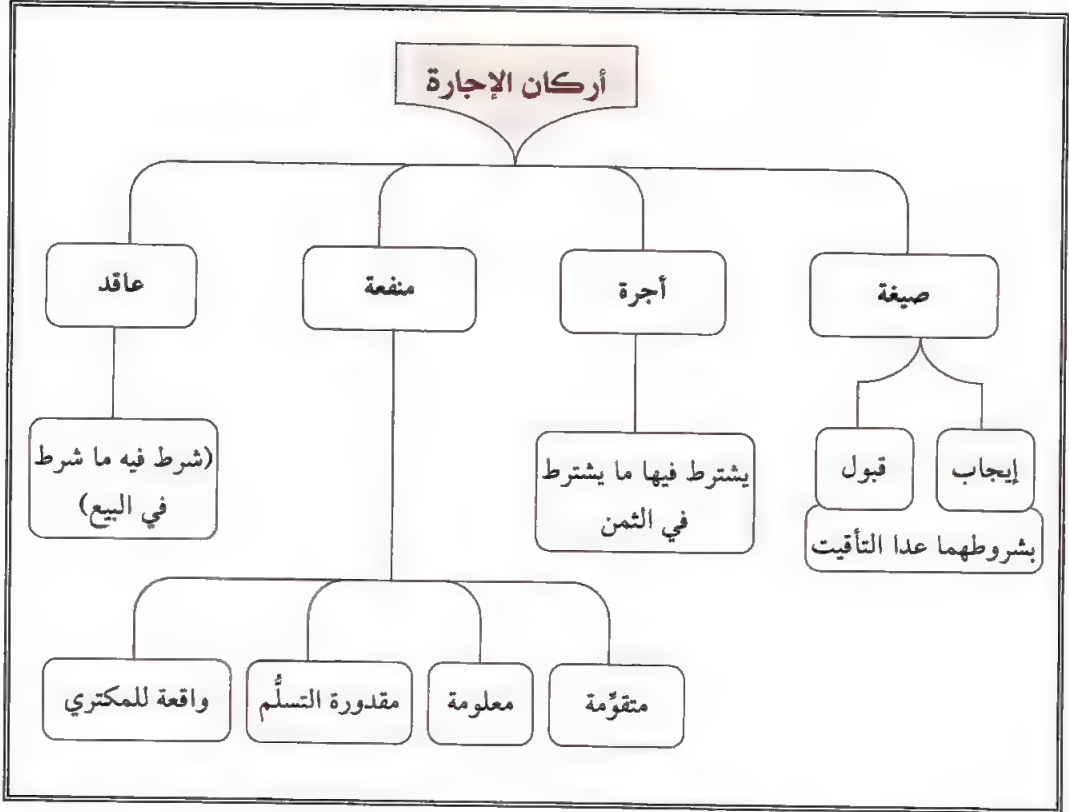 أركان الإجارة
صيغة
أجرة
منفعة
عاقد
إيجاب
قبول
بشروطهما عدا التأقيت
يشترط فيها ما يشترط
في الثمن
(شرط فيه ما شرط
في البيع)
متقوِّمة
معلومة
مقدورة التسلُّم
واقعة للمكتري